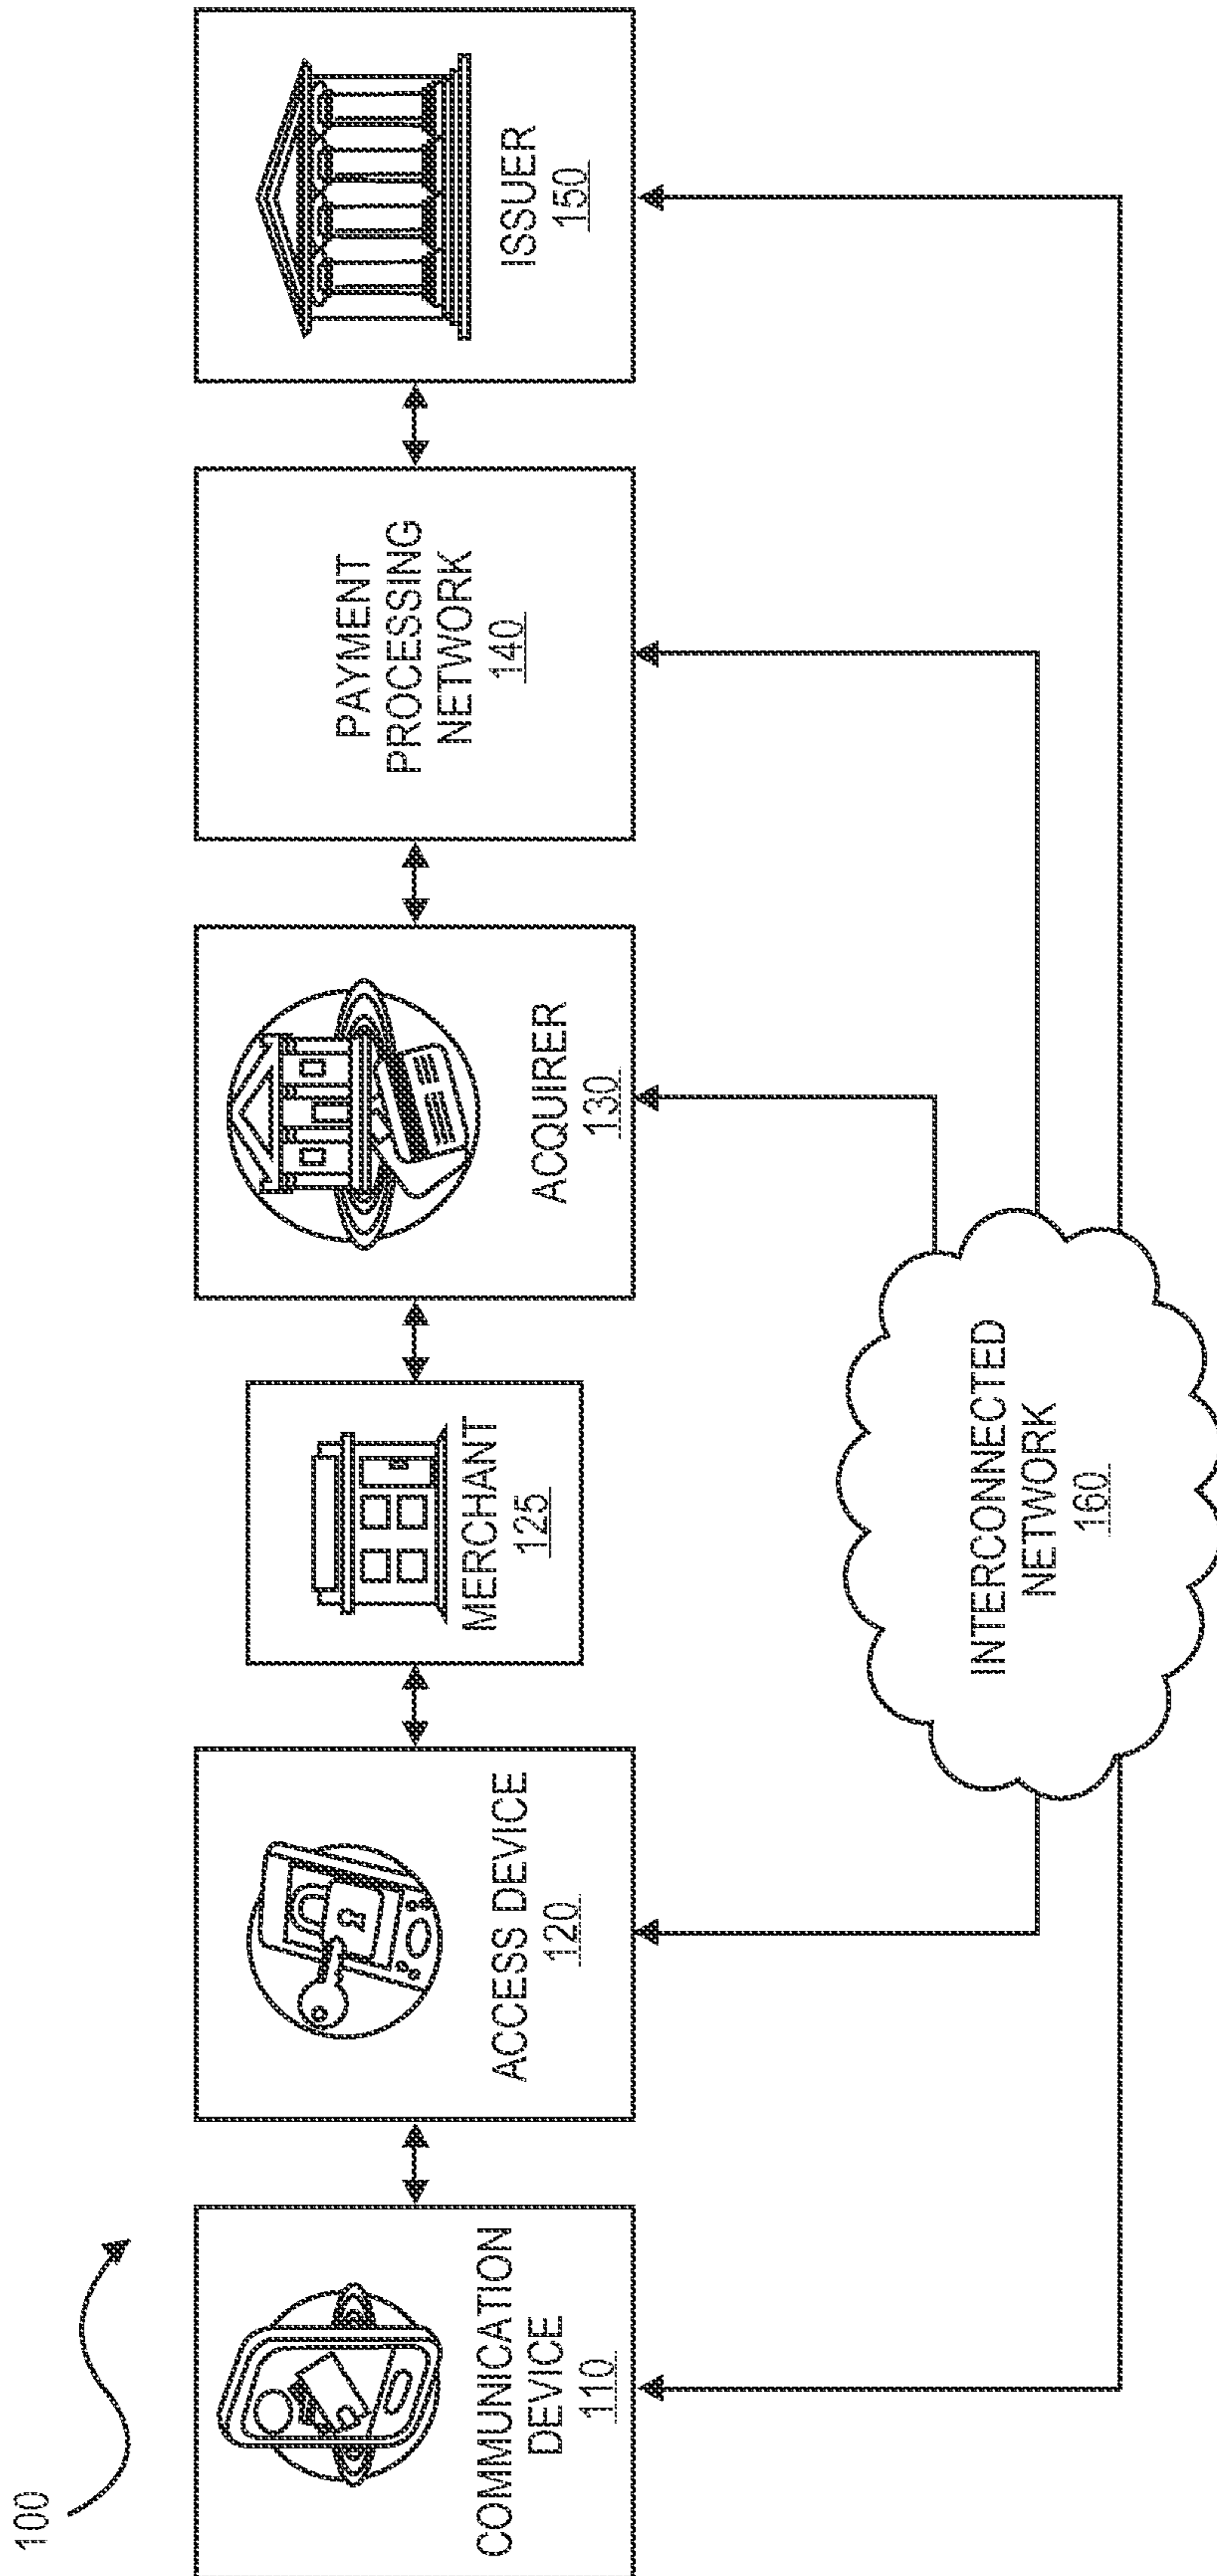 100
COMMUNICATION
DEVICE
110
ACCESS DEVICE
120
MERCHANT
125
ACQUIRER
130
PAYMENT
PROCESSING
NETWORK
140
ISSUER
150
INTERCONNECTED
NETWORK
160